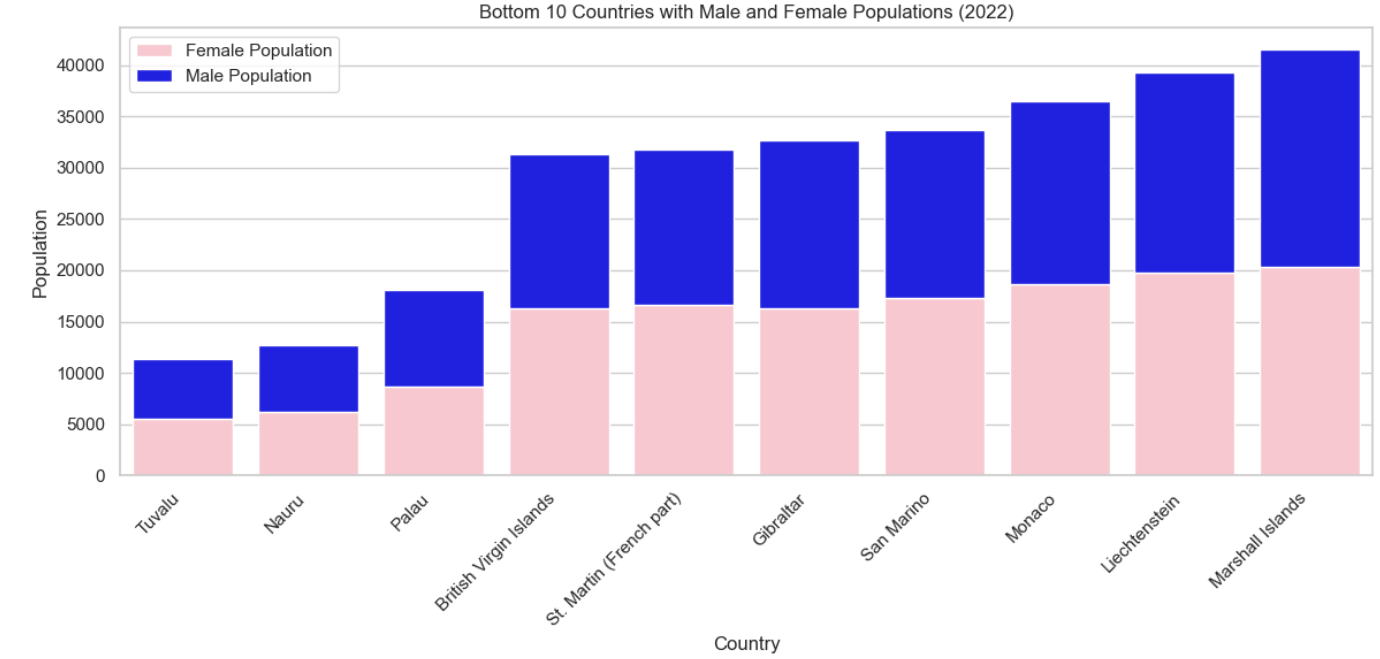 Bottom 10 Countries with Male and Female Populations (2022)
Female Population
Male Population
40000
35000
30000
25000
20000
15000
10000
5000
0
Population
Tuvalu
Nauru
Palau
British Virgin Islands
St. Martin (French part)
Gibraltar
San Marino
Monaco
Liechtenstein
Marshall Islands
Country